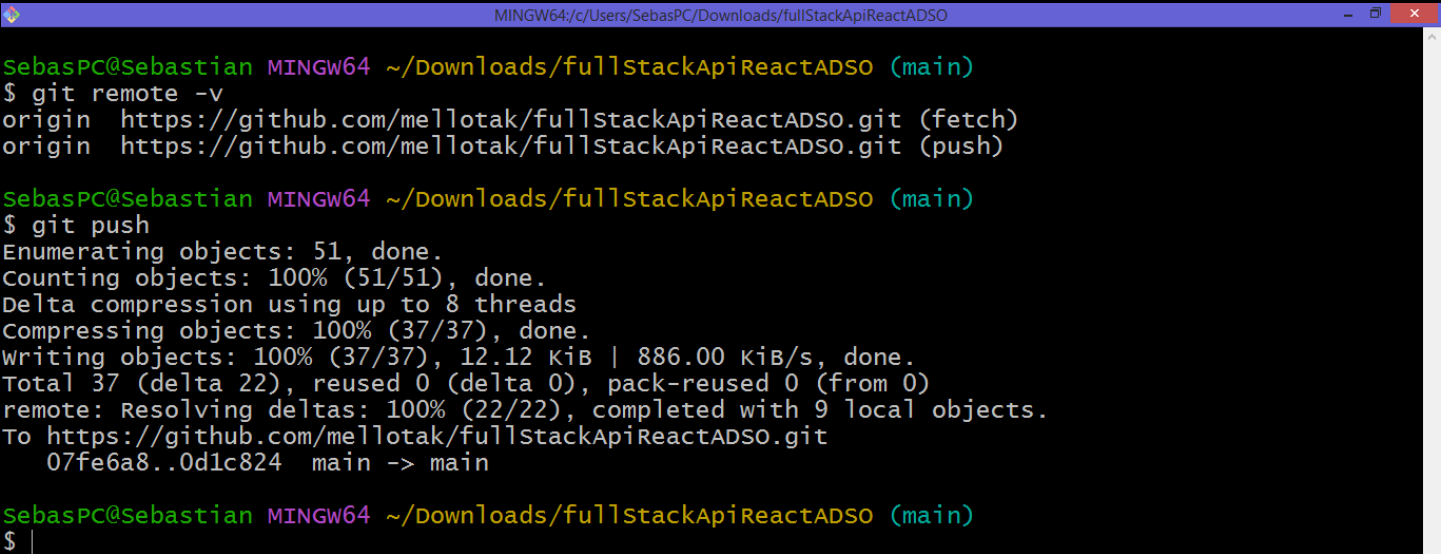 MINGW64:/c/Users/SebasPC/Downloads/fullStackApiReactADSO
SebasPC@Sebastian MINGW64 ~/Downloads/fullStackApiReactADSO (main)
$ git remote -v
origin  https://github.com/mellotak/fullStackApiReactADSO.git (fetch)
origin  https://github.com/mellotak/fullStackApiReactADSO.git (push)
SebasPC@Sebastian MINGW64 ~/Downloads/fullStackApiReactADSO (main)
$ git push
Enumerating objects: 51, done.
Counting objects: 100% (51/51), done.
Delta compression using up to 8 threads
Compressing objects: 100% (37/37), done.
Writing objects: 100% (37/37), 12.12 KiB | 886.00 KiB/s, done.
Total 37 (delta 22), reused 0 (delta 0), pack-reused 0 (from 0)
remote: Resolving deltas: 100% (22/22), completed with 9 local objects.
To https://github.com/mellotak/fullStackApiReactADSO.git
   07fe6a8..0d1c824  main -> main
SebasPC@Sebastian MINGW64 ~/Downloads/fullStackApiReactADSO (main)
$